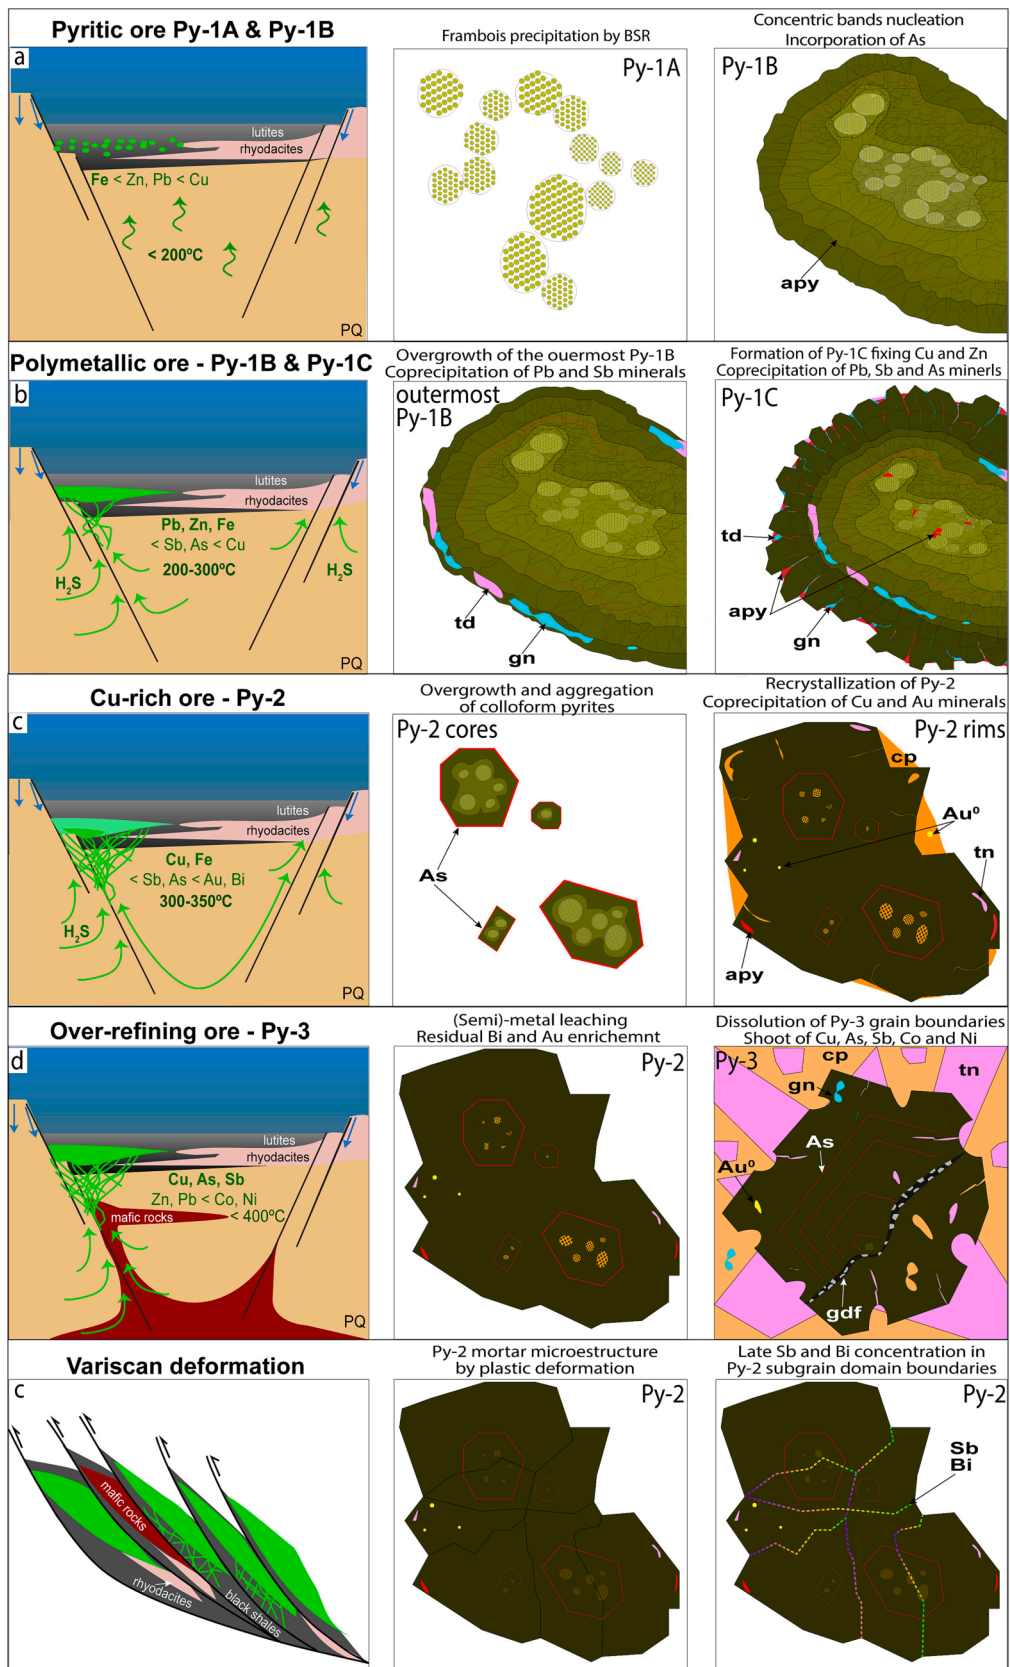 Pyritic ore Py-1A & Py-1B
a
lutites
rhyodacites
Fe < Zn, Pb < Cu
< 200ºC
PQ
Frambois precipitation by BSR
Py-1A
Concentric bands nucleation
Incorporation of As
Py-1B
apy
Polymetallic ore - Py-1B & Py-1C
b
lutites
rhyodacites
Pb, Zn, Fe
< Sb, As < Cu
200-300ºC
H₂S
H₂S
PQ
Overgrowth of the ouermost Py-1B
Coprecipitation of Pb and Sb minerals
outermost
Py-1B
td
gn
Formation of Py-1C fixing Cu and Zn
Coprecipitation of Pb, Sb and As minerls
Py-1C
td
apy
gn
Cu-rich ore - Py-2
c
lutites
rhyodacites
Cu, Fe
< Sb, As < Au, Bi
300-350ºC
H₂S
PQ
Overgrowth and aggregation
of colloform pyrites
Py-2 cores
As
Recrystallization of Py-2
Coprecipitation of Cu and Au minerals
Py-2 rims
cp
Au⁰
tn
apy
Over-refining ore - Py-3
d
lutites
rhyodacites
Cu, As, Sb
Zn, Pb < Co, Ni
mafic rocks
< 400ºC
PQ
(Semi)-metal leaching
Residual Bi and Au enrichemnt
Py-2
Dissolution of Py-3 grain boundaries
Shoot of Cu, As, Sb, Co and Ni
Py-3
cp
tn
gn
As
Au⁰
gdf
Variscan deformation
c
mafic rocks
rhyodacites
black shales
Py-2 mortar microestructure
by plastic deformation
Py-2
Late Sb and Bi concentration in
Py-2 subgrain domain boundaries
Py-2
Sb
Bi